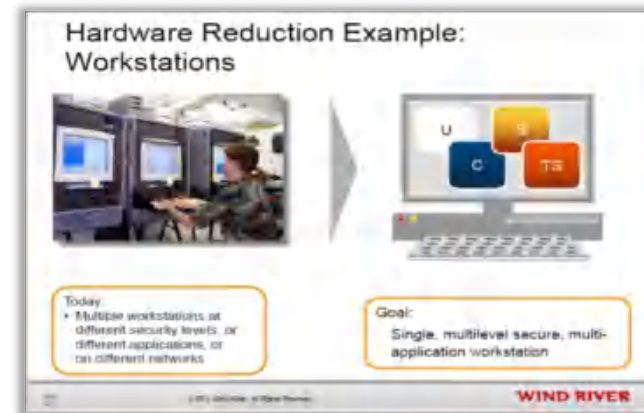 Hardware Reduction Example:
Workstations
U
S
C
TS
Today:
• Multiple workstations at
different security levels, or
different applications, or
on different networks
Goal:
Single, multilevel secure, multi-
application workstation
WIND RIVER